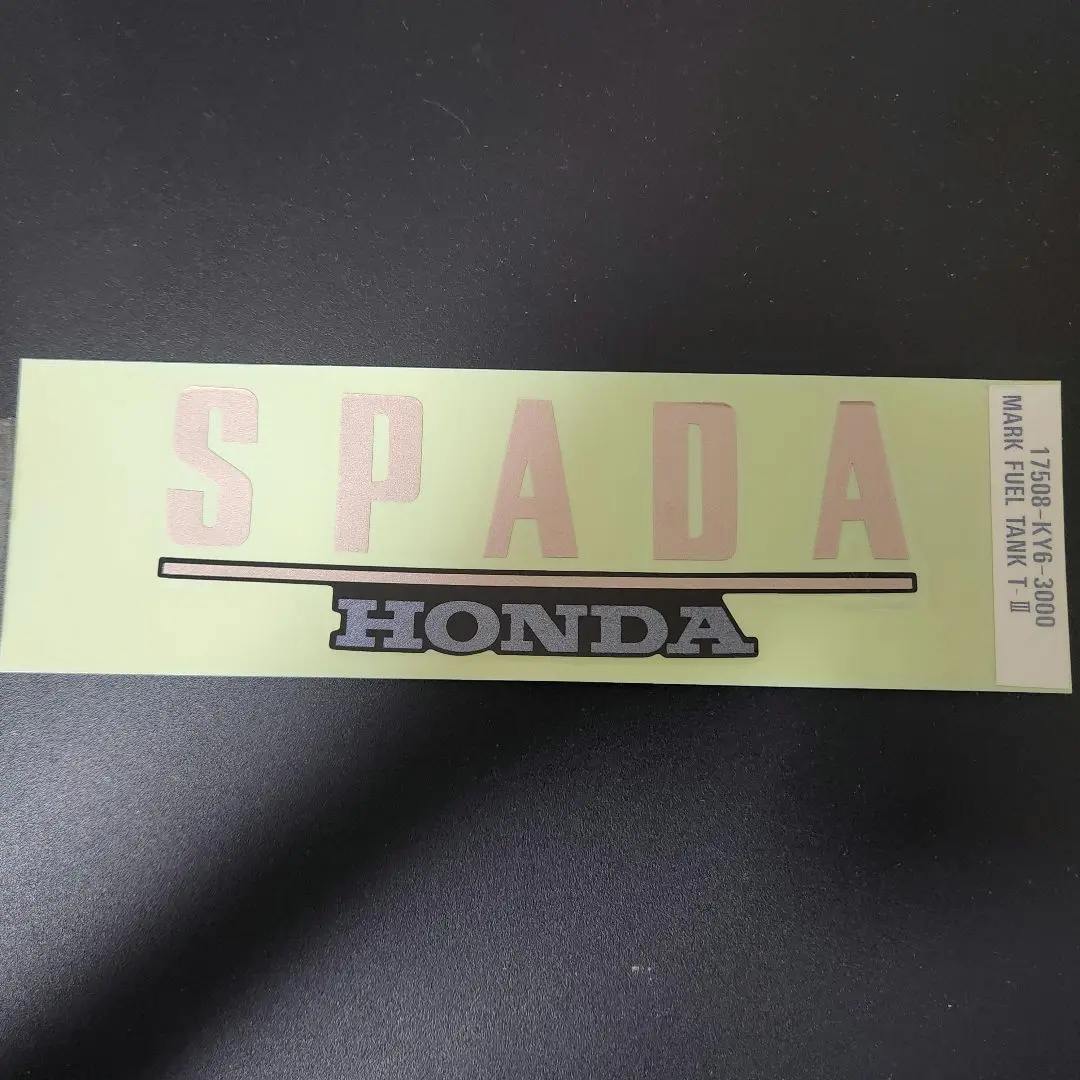 SPADA
HONDA
17508-KY6-3000
MARK FUEL TANK T-Ⅲ